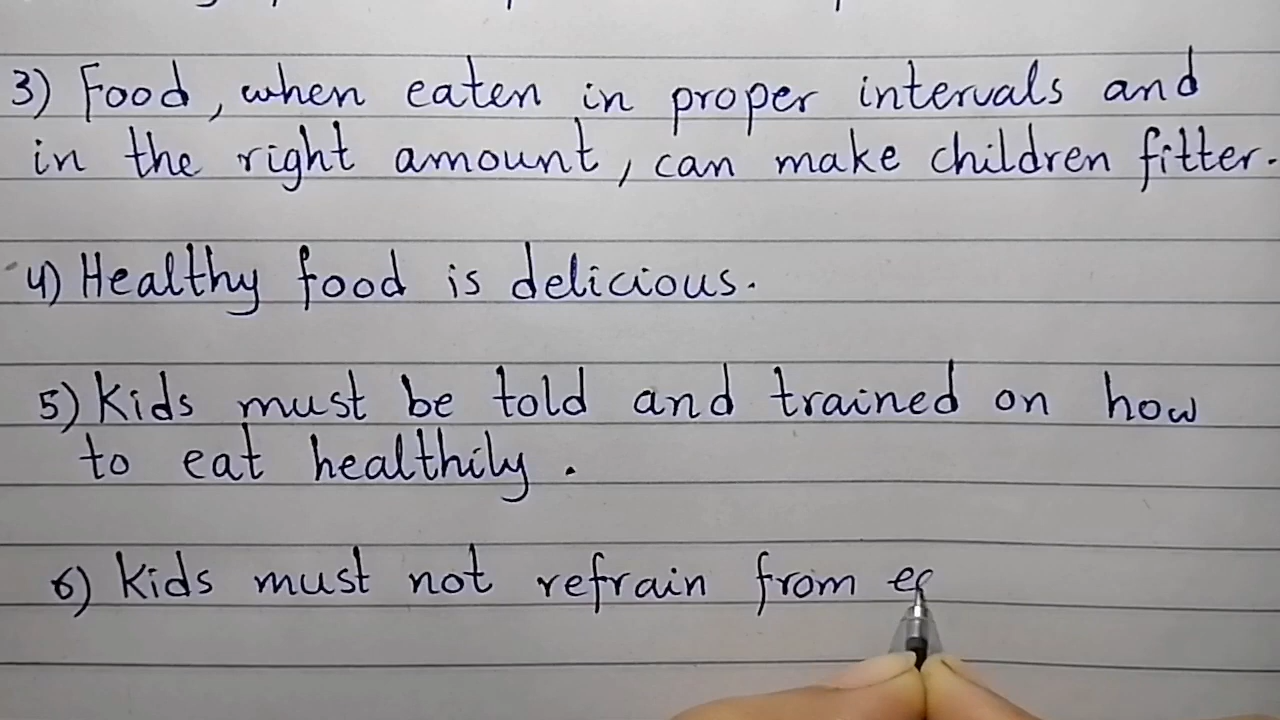 3) Food, when eaten in proper intervals and
in the right amount, can make children fitter.
4) Healthy food is delicious.
5) Kids must be told and trained on how
to eat healthily.
6) Kids must not refrain from